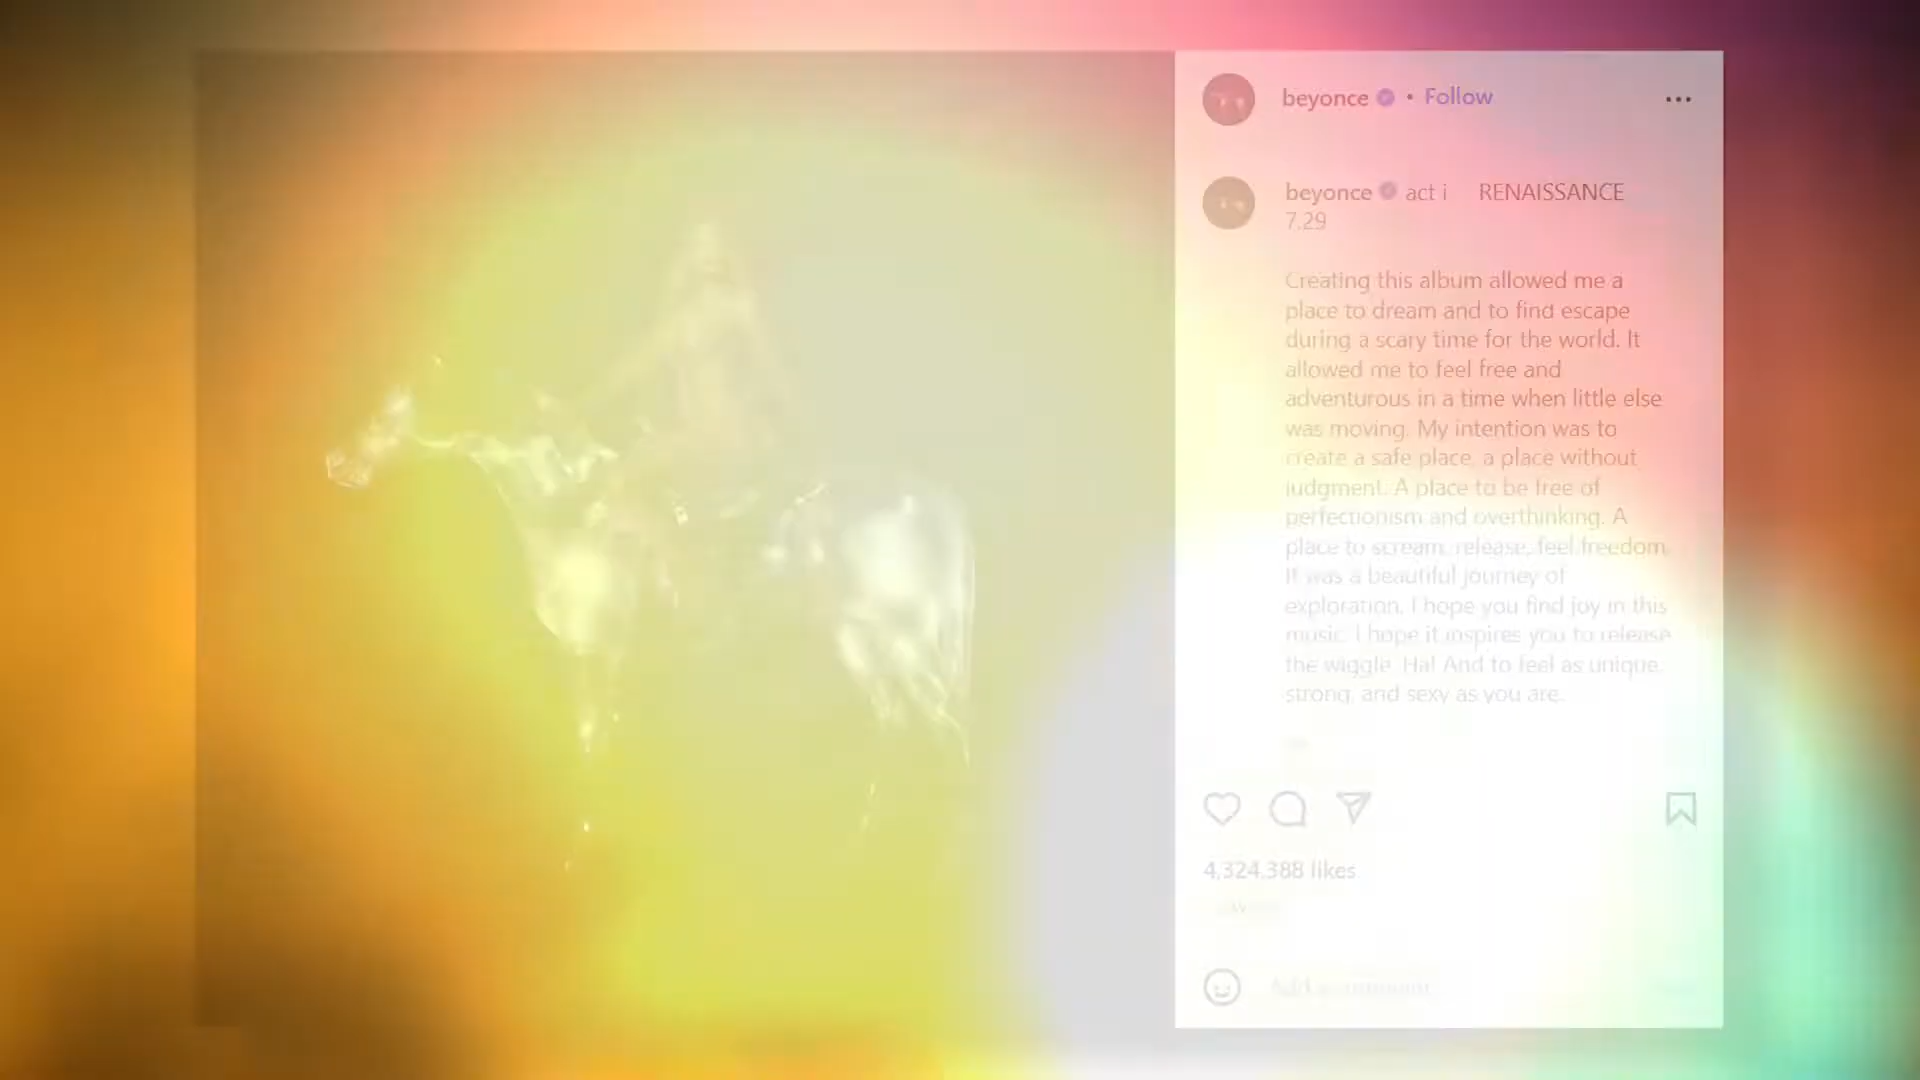 beyonce • Follow
beyonce act i RENAISSANCE
7.29
Creating this album allowed me a
place to dream and to find escape
during a scary time for the world. It
allowed me to feel free and
adventurous in a time when little else
was moving. My intention was to
create a safe place, a place without
judgment. A place to be free of
perfectionism and overthinking. A
place to scream, release, feel freedom.
It was a beautiful journey of
exploration. I hope you find joy in this
music. I hope it inspires you to release
the wiggle. Ha! And to feel as unique,
strong, and sexy as you are.
4,324,388 likes
Add a comment